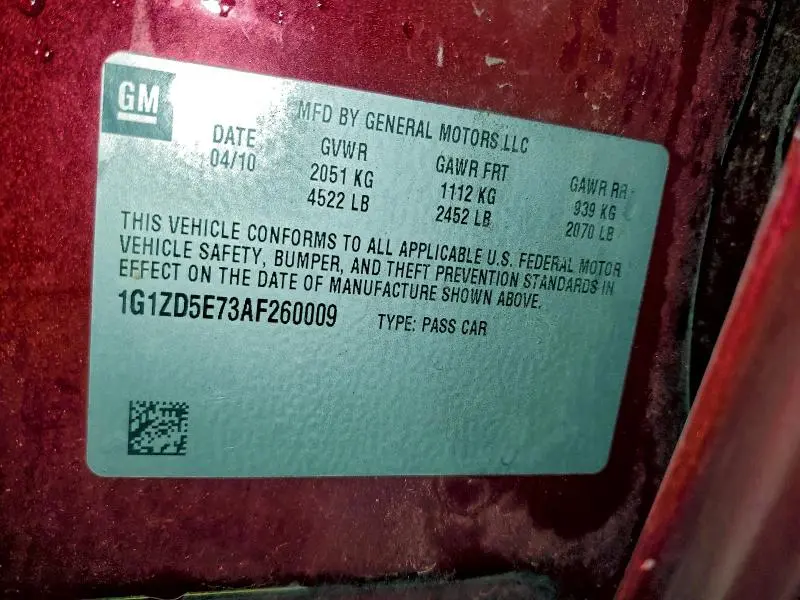 GM
MFD BY GENERAL MOTORS LLC
DATE GVWR GAWR FRT GAWR RR
04/10 2051 KG 1112 KG 939 KG
4522 LB 2452 LB 2070 LB
THIS VEHICLE CONFORMS TO ALL APPLICABLE U.S. FEDERAL MOTOR
VEHICLE SAFETY, BUMPER, AND THEFT PREVENTION STANDARDS IN
EFFECT ON THE DATE OF MANUFACTURE SHOWN ABOVE.
1G1ZD5E73AF260009 TYPE: PASS CAR